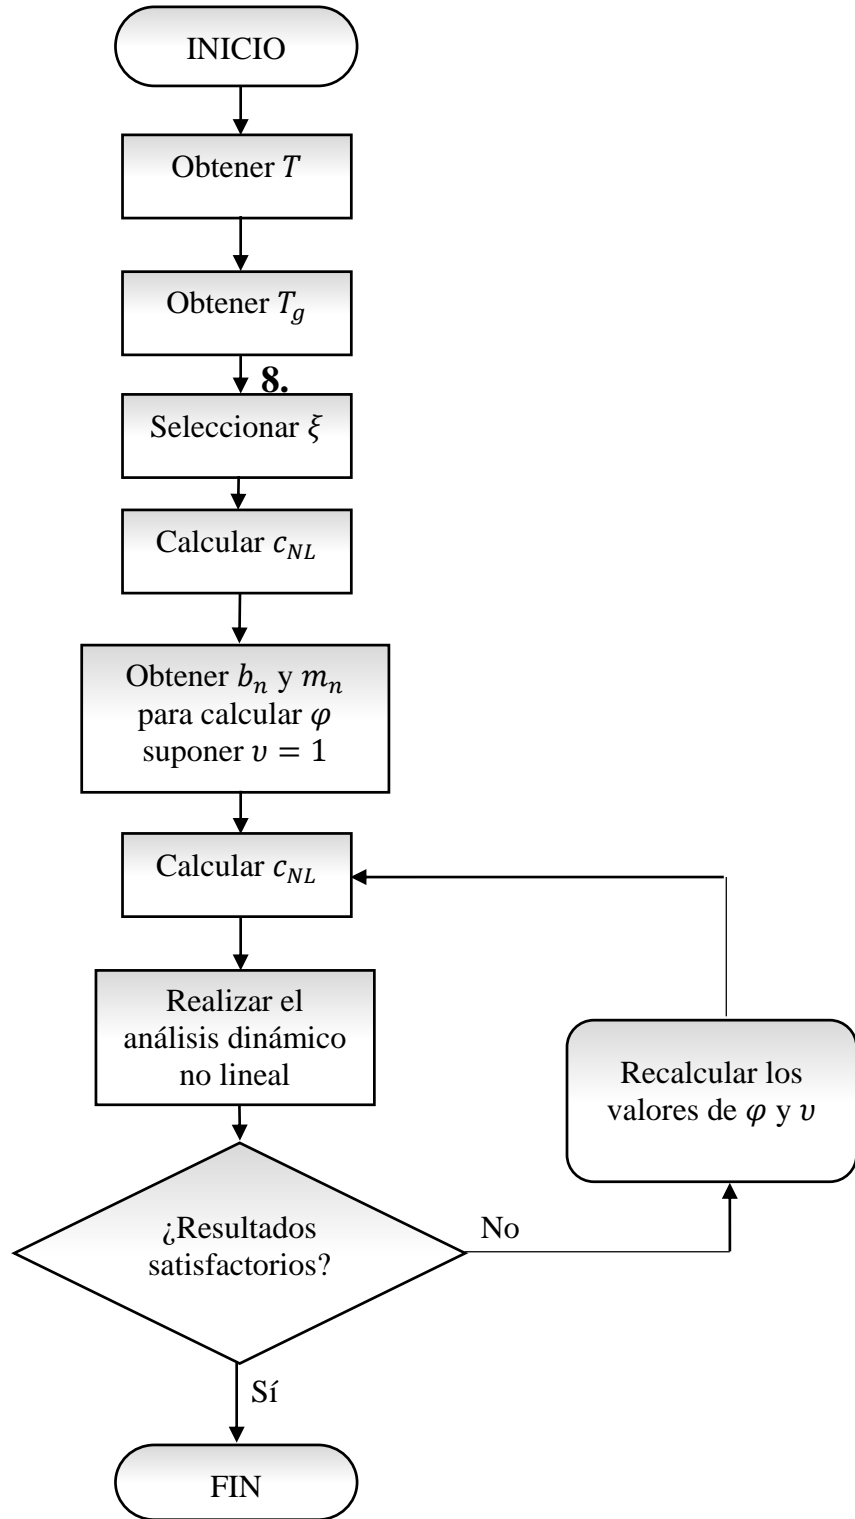 INICIO
Obtener T
Obtener T_g
8.
Seleccionar ξ
Calcular c_NL
Obtener b_n y m_n
para calcular φ
suponer υ = 1
Calcular c_NL
Realizar el
análisis dinámico
no lineal
Recalcular los
valores de φ y υ
¿Resultados
satisfactorios?
No
Sí
FIN